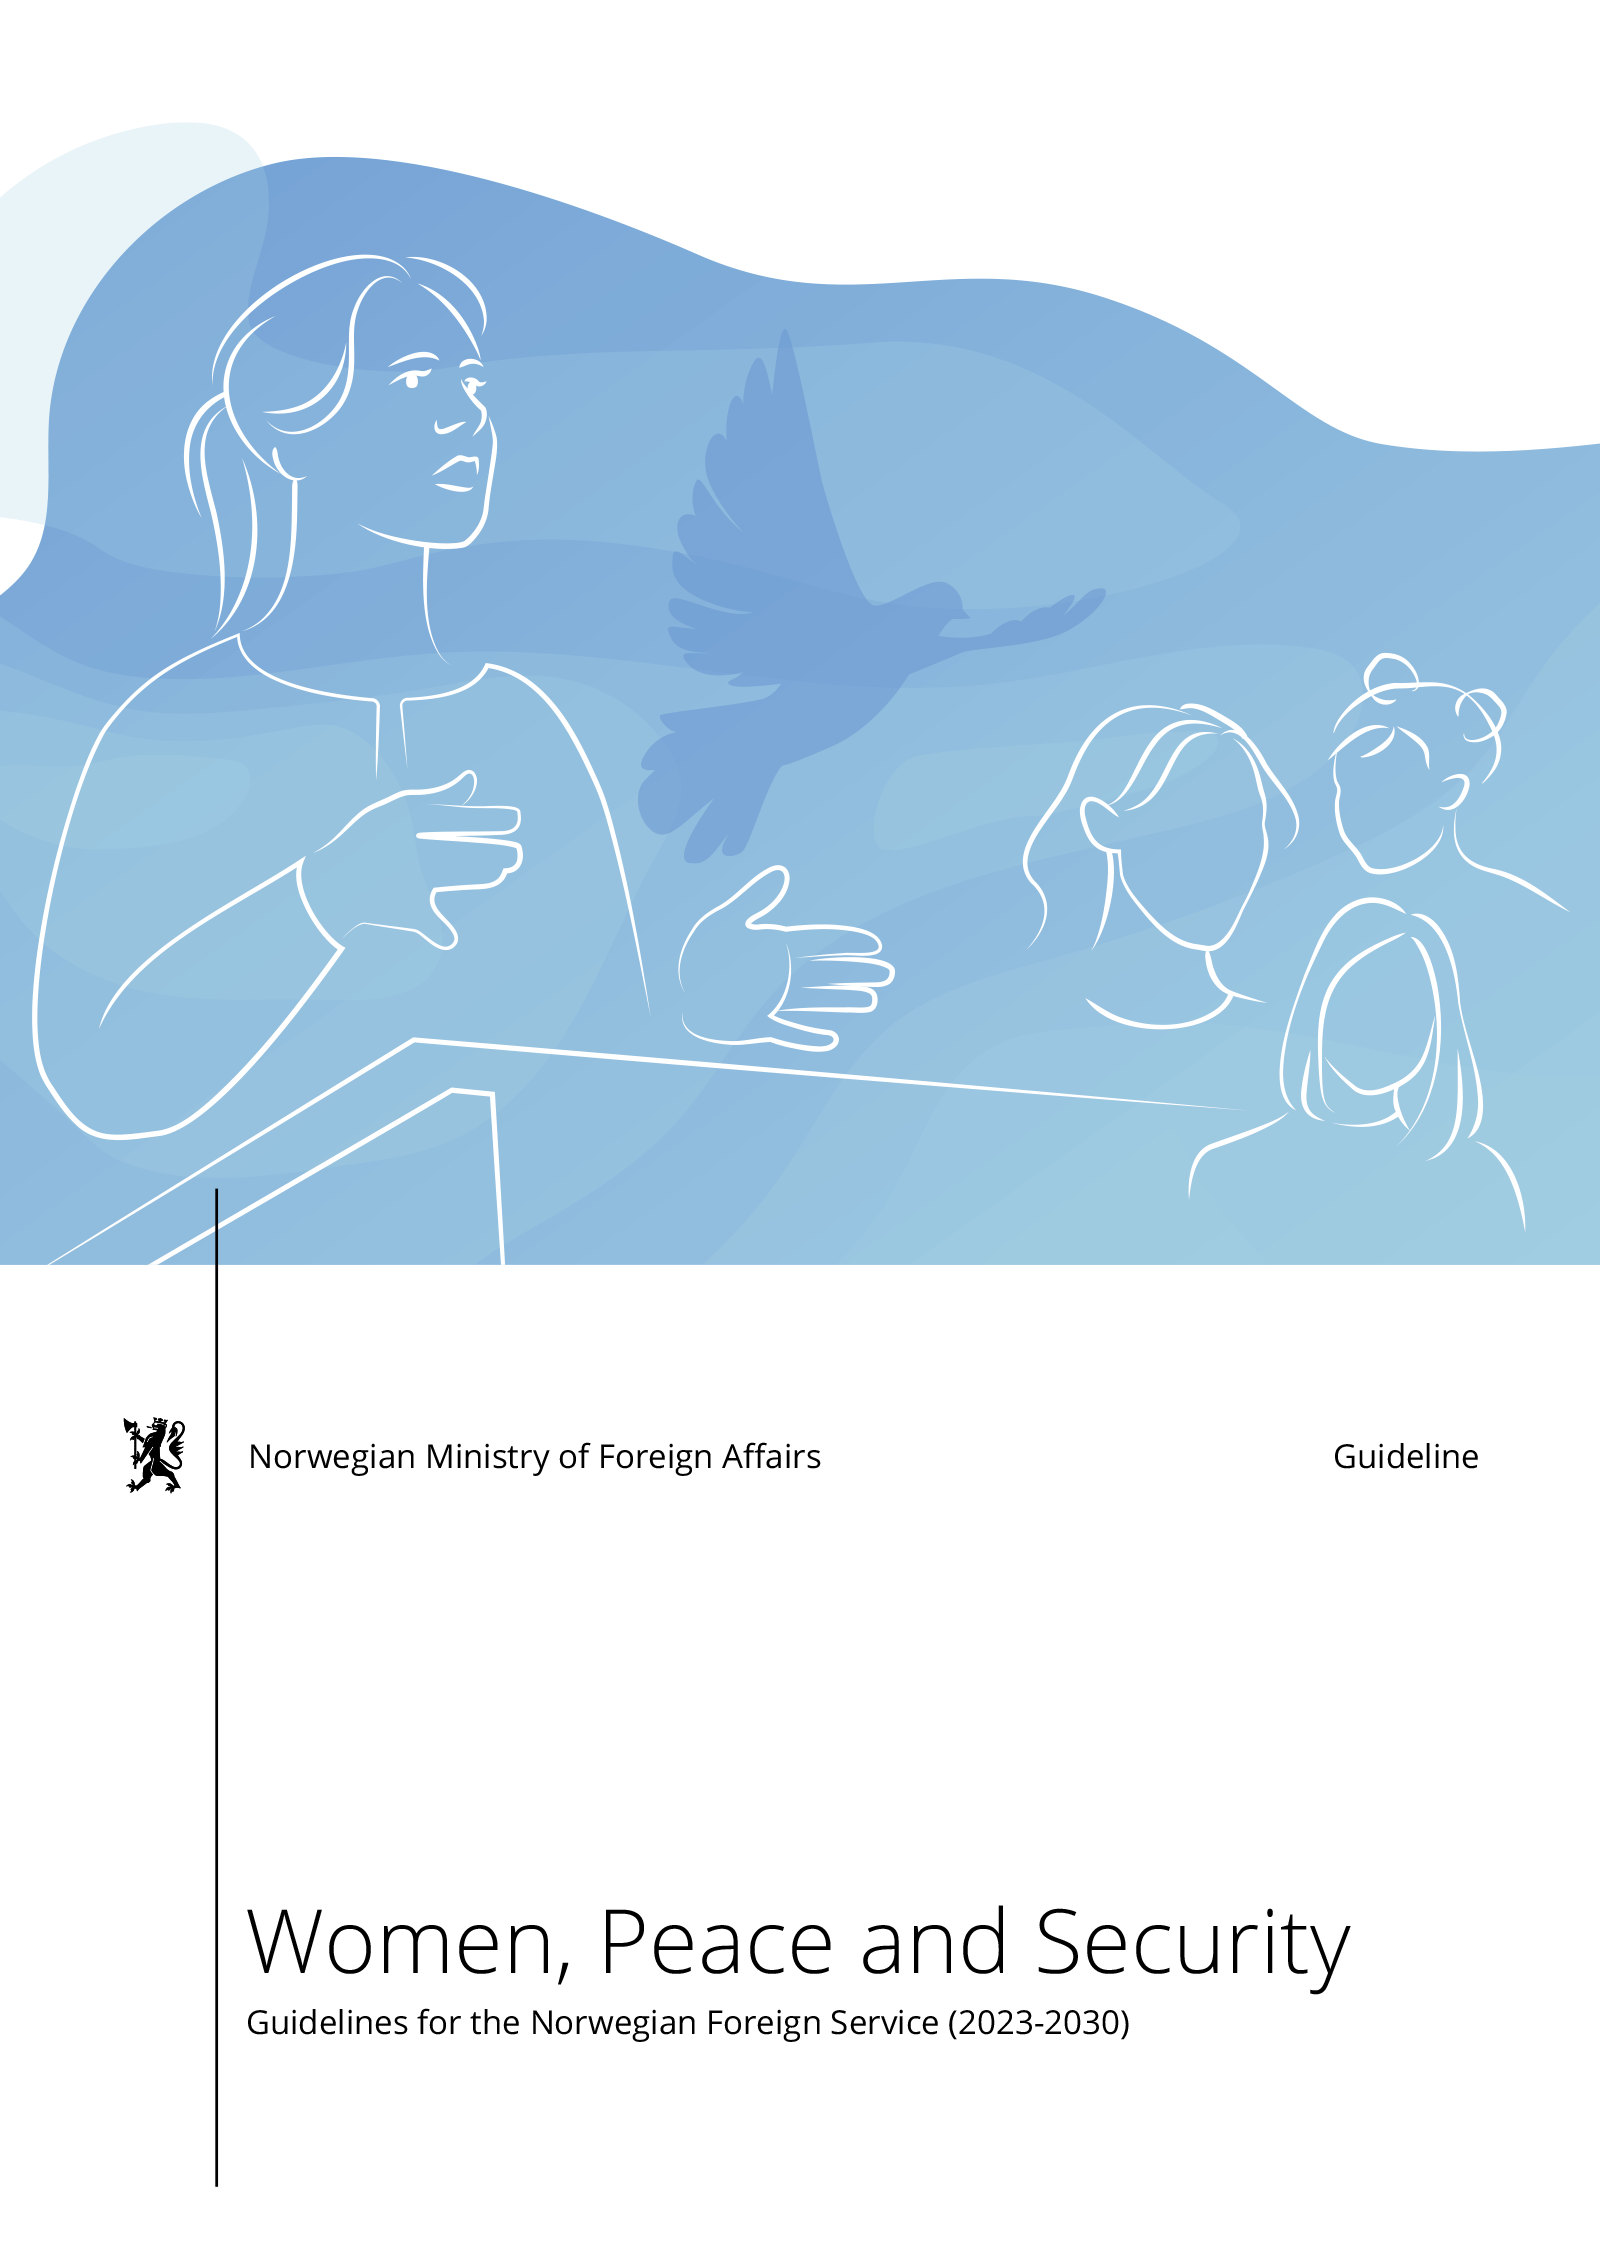 Norwegian Ministry of Foreign Affairs
Guideline
Women, Peace and Security
Guidelines for the Norwegian Foreign Service (2023-2030)